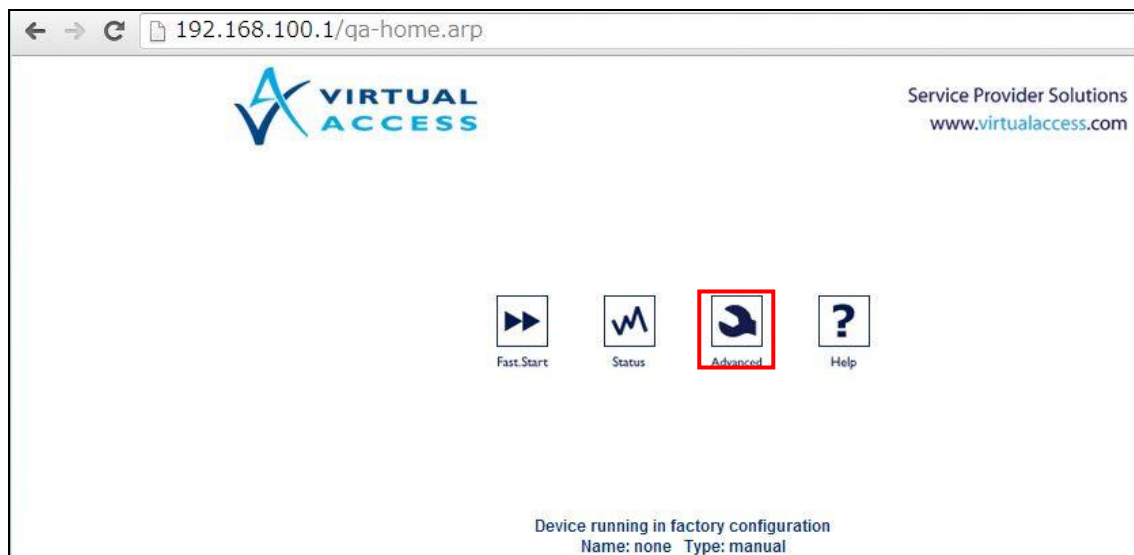 192.168.100.1/qa-home.arp
VIRTUAL
ACCESS
Service Provider Solutions
www.virtualaccess.com
Fast.Start
Status
Advanced
Help
Device running in factory configuration
Name: none Type: manual